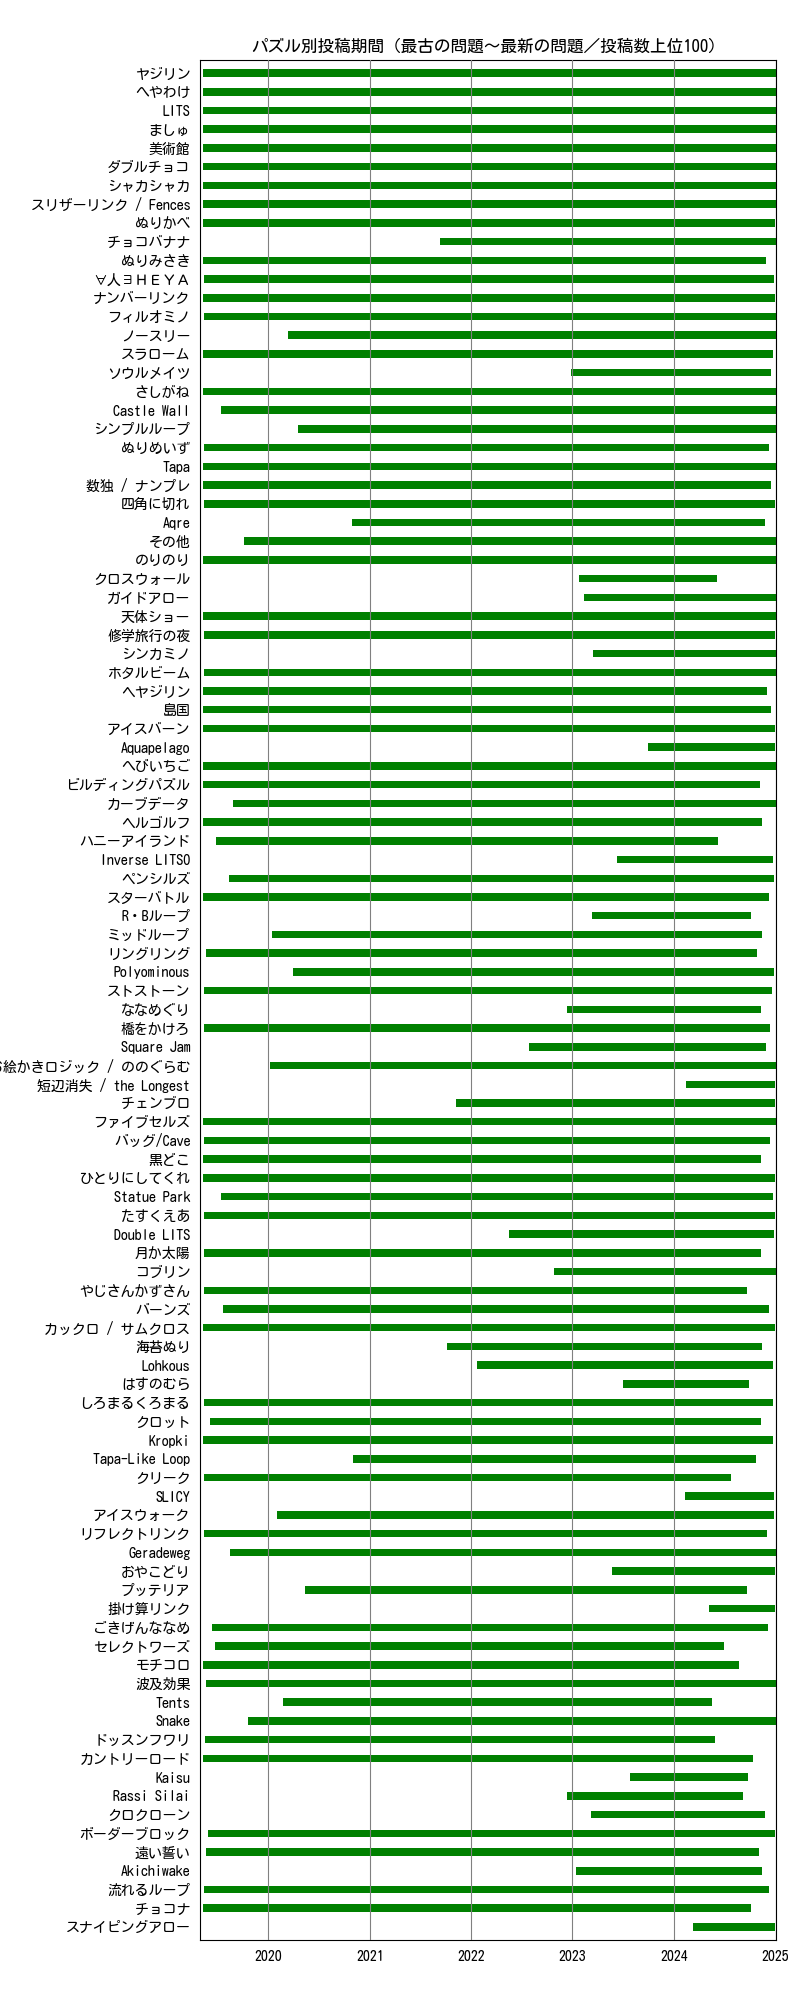 パズル別投稿期間（最古の問題～最新の問題／投稿数上位100）
ヤジリン
へやわけ
LITS
ましゅ
美術館
ダブルチョコ
シャカシャカ
スリザーリンク / Fences
ぬりかべ
チョコバナナ
ぬりみさき
∀人∃ＨＥＹＡ
ナンバーリンク
フィルオミノ
ノースリー
スラローム
ソウルメイツ
さしがね
Castle Wall
シンプルループ
ぬりめいず
Tapa
数独 / ナンプレ
四角に切れ
Aqre
その他
のりのり
クロスウォール
ガイドアロー
天体ショー
修学旅行の夜
シンカミノ
ホタルビーム
ヘヤジリン
島国
アイスバーン
Aquapelago
へびいちご
ビルディングパズル
カーブデータ
ヘルゴルフ
ハニーアイランド
Inverse LITSO
ペンシルズ
スターバトル
R・Bループ
ミッドループ
リングリング
Polyominous
ストストーン
ななめぐり
橋をかけろ
Square Jam
絵かきロジック / ののぐらむ
短辺消失 / the Longest
チェンブロ
ファイブセルズ
バッグ/Cave
黒どこ
ひとりにしてくれ
Statue Park
たすくえあ
Double LITS
月か太陽
コブリン
やじさんかずさん
バーンズ
カックロ / サムクロス
海苔ぬり
Lohkous
はすのむら
しろまるくろまる
クロット
Kropki
Tapa-Like Loop
クリーク
SLICY
アイスウォーク
リフレクトリンク
Geradeweg
おやこどり
プッテリア
掛け算リンク
ごきげんななめ
セレクトワーズ
モチコロ
波及効果
Tents
Snake
ドッスンフワリ
カントリーロード
Kaisu
Rassi Silai
クロクローン
ボーダーブロック
遠い誓い
Akichiwake
流れるループ
チョコナ
スナイピングアロー
2020 2021 2022 2023 2024 2025